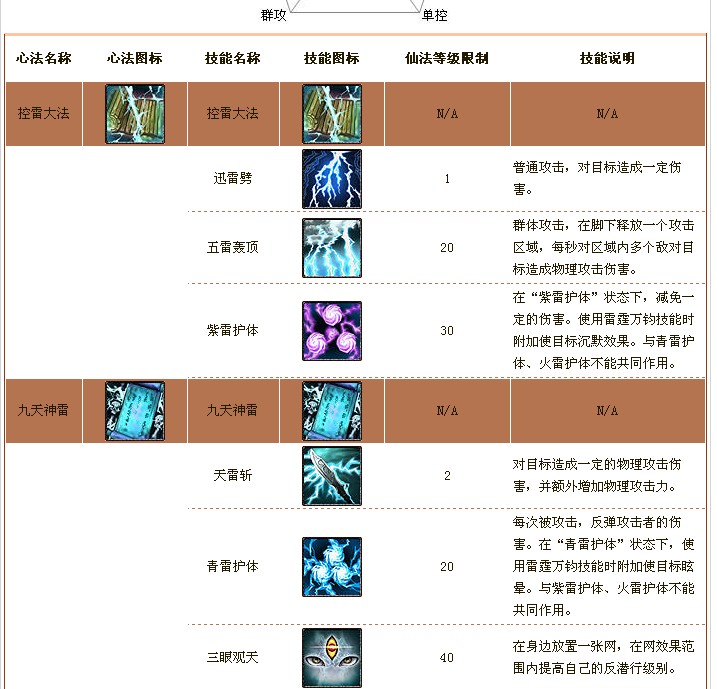 群攻 单控
心法名称 心法图标 技能名称 技能图标 仙法等级限制 技能说明
控雷大法 控雷大法 N/A N/A
迅雷劈 1 普通攻击，对目标造成一定伤
害。
五雷轰顶 20 群体攻击，在脚下释放一个攻击
区域，每秒对区域内多个敌对目
标造成物理攻击伤害。
紫雷护体 30 在“紫雷护体”状态下，减免一
定的伤害。使用雷霆万钧技能时
附加使目标沉默效果。与青雷护
体、火雷护体不能共同作用。
九天神雷 九天神雷 N/A N/A
天雷斩 2 对目标造成一定的物理攻击伤
害，并额外增加物理攻击力。
青雷护体 20 每次被攻击，反弹攻击者的伤
害。在“青雷护体”状态下，使
用雷霆万钧技能时附加使目标眩
晕。与紫雷护体、火雷护体不能
共同作用。
三眼观天 40 在身边放置一张网，在网效果范
围内提高自己的反潜行级别。